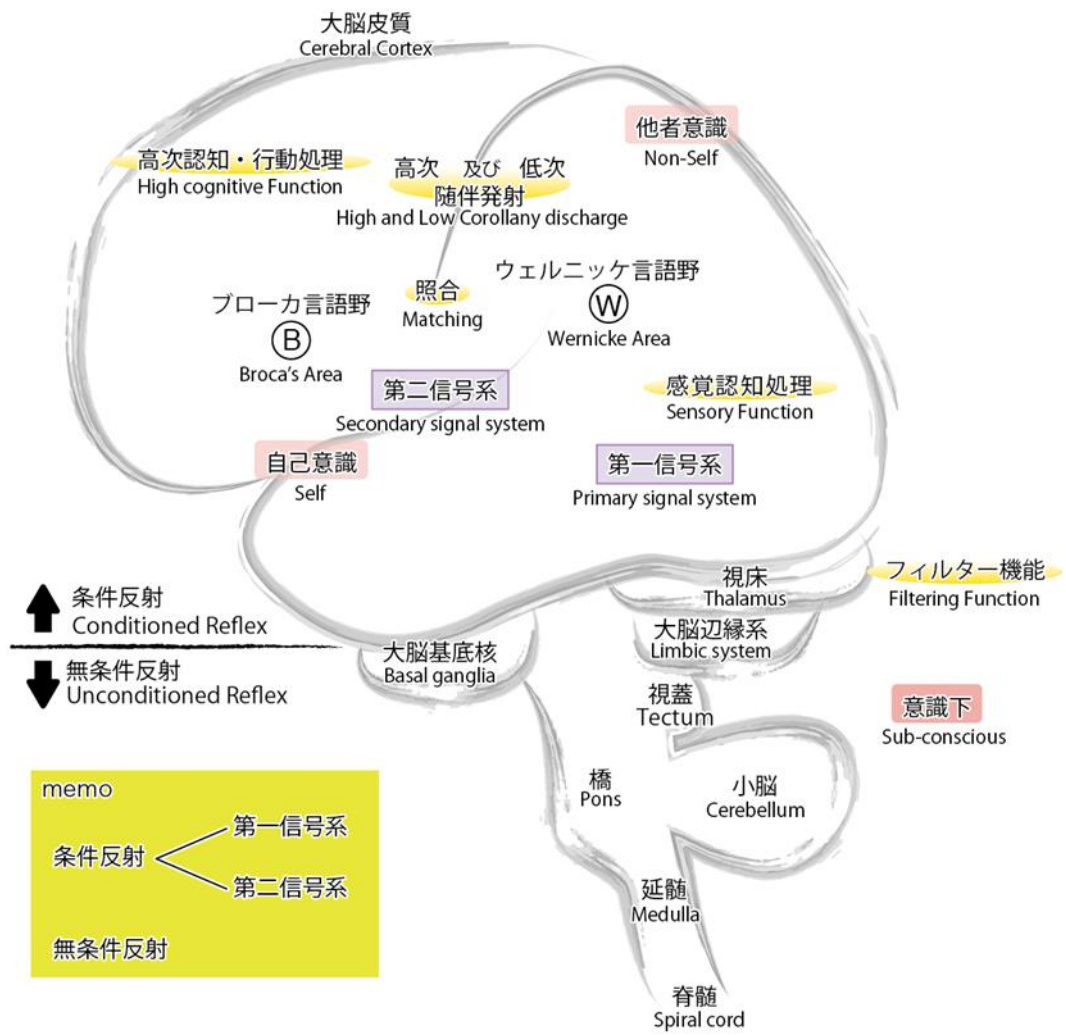 大脳皮質
Cerebral Cortex
他者意識
Non-Self
高次認知・行動処理
High cognitive Function
高次 及び 低次
随伴発射
High and Low Corollany discharge
ウェルニッケ言語野
W
Wernicke Area
照合
Matching
ブローカ言語野
B
Broca's Area
第二信号系
Secondary signal system
感覚認知処理
Sensory Function
自己意識
Self
第一信号系
Primary signal system
視床
Thalamus
フィルター機能
Filtering Function
条件反射
Conditioned Reflex
無条件反射
Unconditioned Reflex
大脳基底核
Basal ganglia
大脳辺縁系
Limbic system
視蓋
Tectum
意識下
Sub-conscious
橋
Pons
小脳
Cerebellum
延髄
Medulla
脊髄
Spiral cord
memo
条件反射
第一信号系
第二信号系
無条件反射